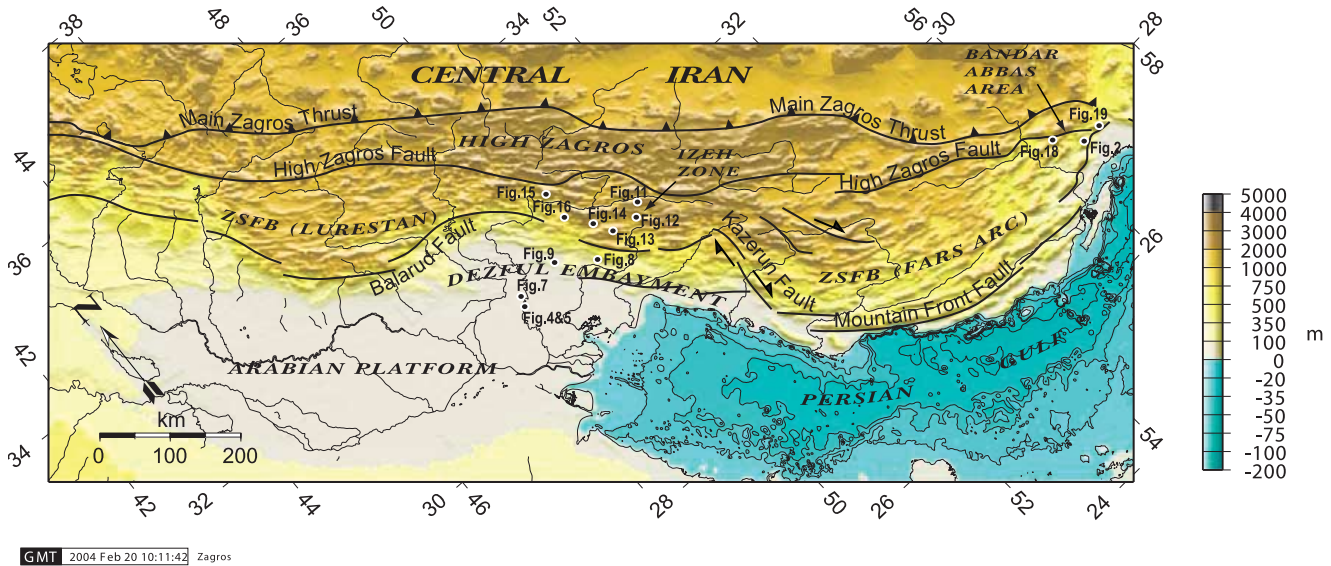 38
48
36
50
34
52
32
56
30
28
58
CENTRAL IRAN
BANDAR
ABBAS
AREA
Main Zagros Thrust
Main Zagros Thrust
Fig.19
HIGH ZAGROS
IZEH
ZONE
Fig.18
Fig.2
High Zagros Fault
High Zagros Fault
44
Fig.15
Fig.11
Fig.16
Fig.14
Fig.12
Fig.13
ZSFB (LURESTAN)
Kazerun Fault
ZSFB (FARS ARC)
26
36
Balarud Fault
Fig.9
Fig.8
DEZFUL EMBAYMENT
Fig.7
Fig.4&5
Mountain Front Fault
42
ARABIAN PLATFORM
PERSIAN GULF
km
0 100 200
34
54
42
32
44
30
46
28
50
26
52
24
5000
4000
3000
2000
1000
750
500
350
100
0
-20
-35
-50
-75
-100
-200
m
GMT 2004 Feb 20 10:11:42 Zagros